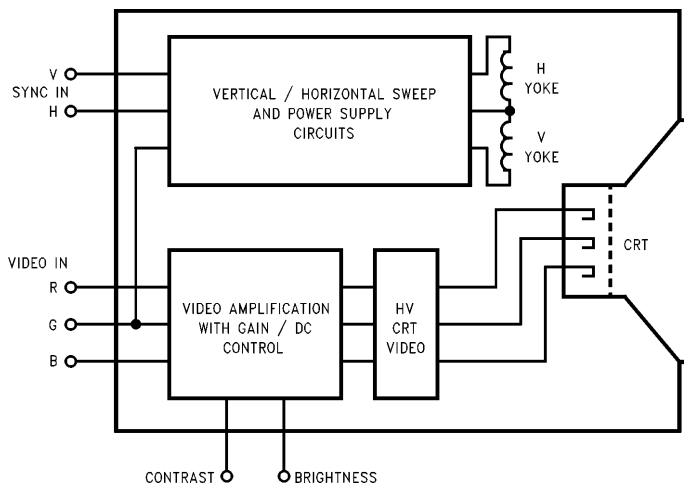 V
SYNC IN
H
VERTICAL / HORIZONTAL SWEEP
AND POWER SUPPLY
CIRCUITS
H
YOKE
V
YOKE
CRT
VIDEO IN
R
G
B
VIDEO AMPLIFICATION
WITH GAIN / DC
CONTROL
HV
CRT
VIDEO
CONTRAST
BRIGHTNESS